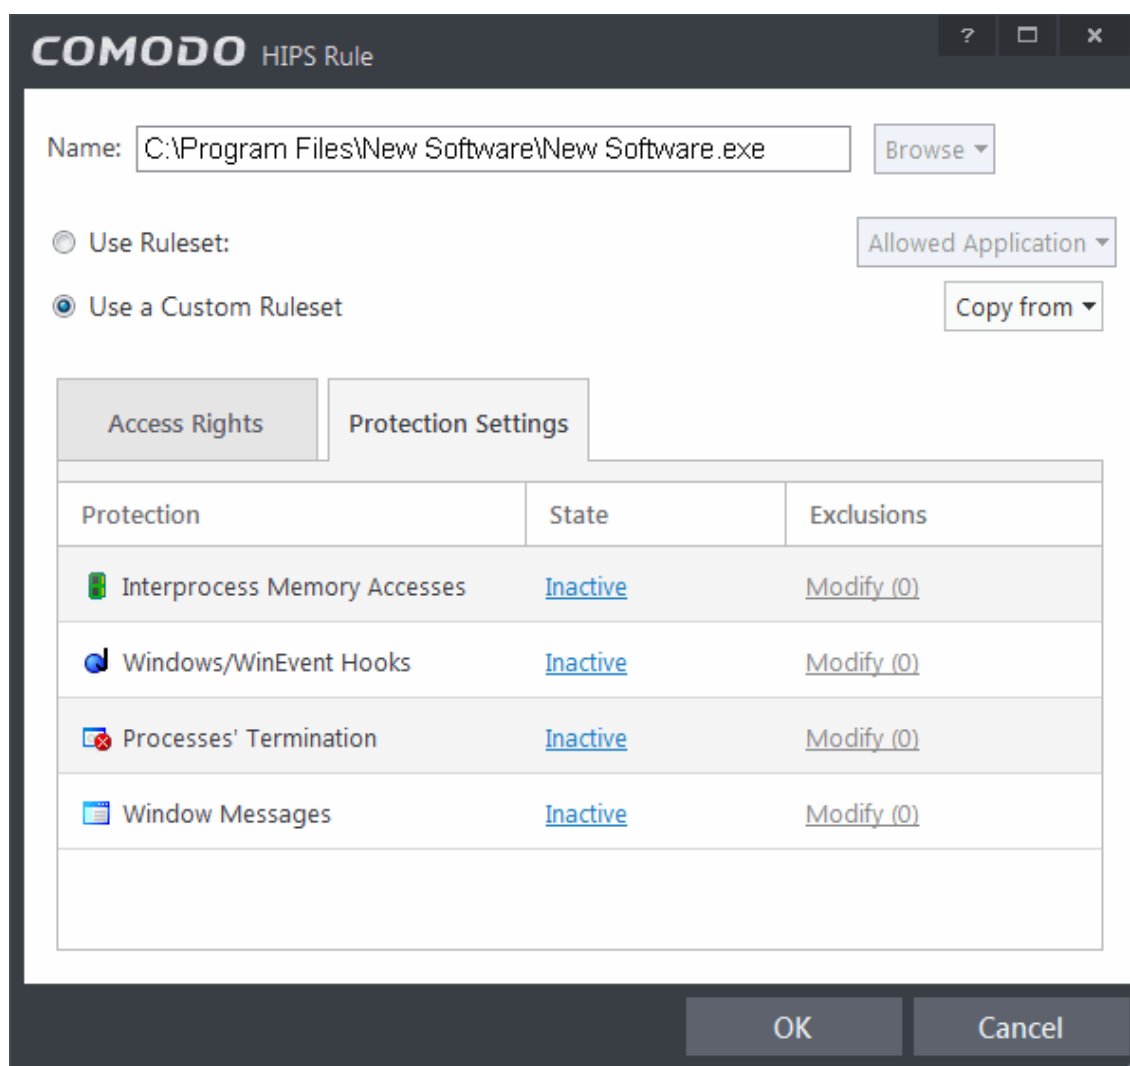 COMODO HIPS Rule ? x
Name: C:\Program Files\New Software\New Software.exe Browse
Use Ruleset: Allowed Application
Use a Custom Ruleset Copy from
Access Rights Protection Settings
Protection State Exclusions
Interprocess Memory Accesses Inactive Modify (0)
Windows/WinEvent Hooks Inactive Modify (0)
Processes' Termination Inactive Modify (0)
Window Messages Inactive Modify (0)
OK Cancel